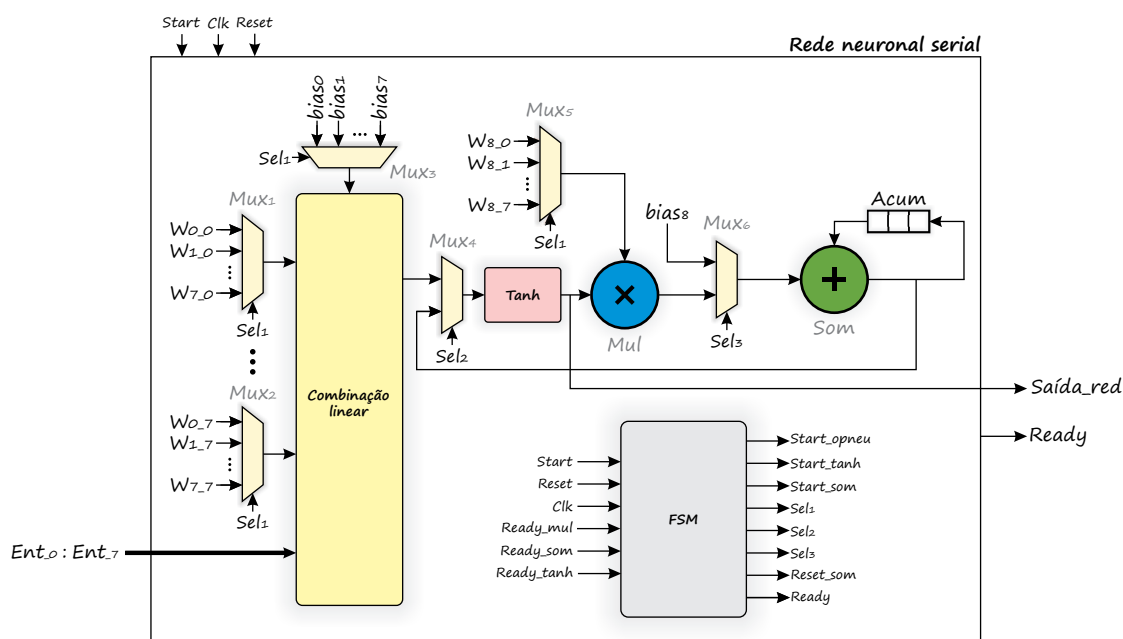 Start Clk Reset
Rede neuronal serial
bias0 bias1 ... bias7
Sel1
Mux3
Mux5
W8_0
W8_1
W8_7
Sel1
Mux1
W0_0
W1_0
W7_0
Sel1
Mux4
Tanh
Sel2
Mul
bias8
Mux6
Sel3
Acum
Som
Mux2
W0_7
W1_7
W7_7
Sel1
Combinação
linear
Ent_0 : Ent_7
Saída_red
Ready
Start
Reset
Clk
Ready_mul
Ready_som
Ready_tanh
FSM
Start_opneu
Start_tanh
Start_som
Sel1
Sel2
Sel3
Reset_som
Ready